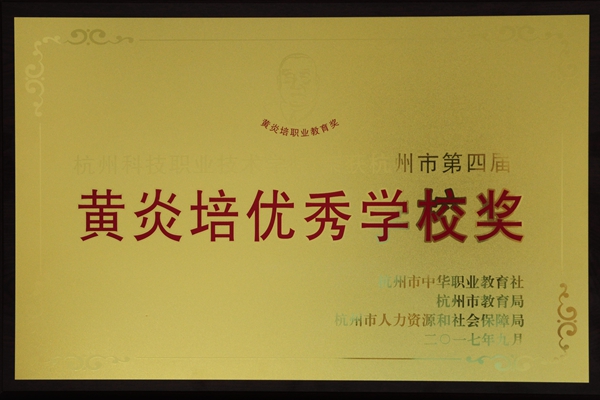 黄炎培职业教育奖
杭州科技职业技术 杭州市第四届
黄炎培优秀学校奖
杭州市中华职业教育社
杭州市教育局
杭州市人力资源和社会保障局
二〇一七年九月